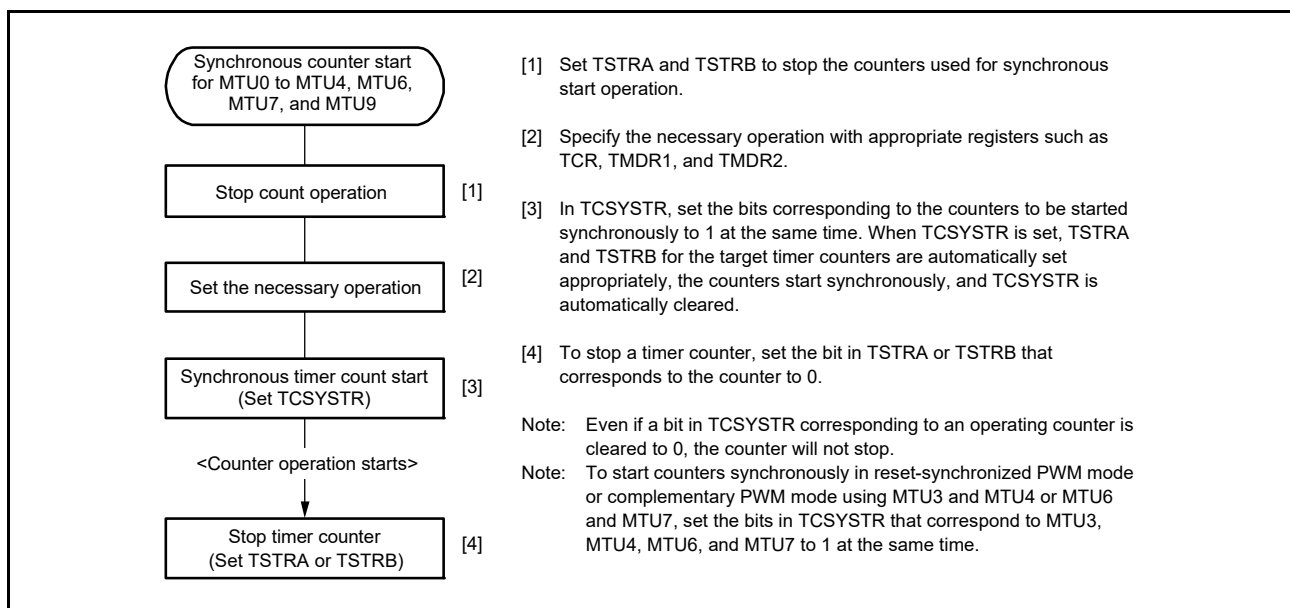 Synchronous counter start
for MTU0 to MTU4, MTU6,
MTU7, and MTU9
Stop count operation
[1]
Set the necessary operation
[2]
Synchronous timer count start
(Set TCSYSTR)
[3]
<Counter operation starts>
Stop timer counter
(Set TSTRA or TSTRB)
[4]
[1] Set TSTRA and TSTRB to stop the counters used for synchronous
start operation.
[2] Specify the necessary operation with appropriate registers such as
TCR, TMDR1, and TMDR2.
[3] In TCSYSTR, set the bits corresponding to the counters to be started
synchronously to 1 at the same time. When TCSYSTR is set, TSTRA
and TSTRB for the target timer counters are automatically set
appropriately, the counters start synchronously, and TCSYSTR is
automatically cleared.
[4] To stop a timer counter, set the bit in TSTRA or TSTRB that
corresponds to the counter to 0.
Note: Even if a bit in TCSYSTR corresponding to an operating counter is
cleared to 0, the counter will not stop.
Note: To start counters synchronously in reset-synchronized PWM mode
or complementary PWM mode using MTU3 and MTU4 or MTU6
and MTU7, set the bits in TCSYSTR that correspond to MTU3,
MTU4, MTU6, and MTU7 to 1 at the same time.